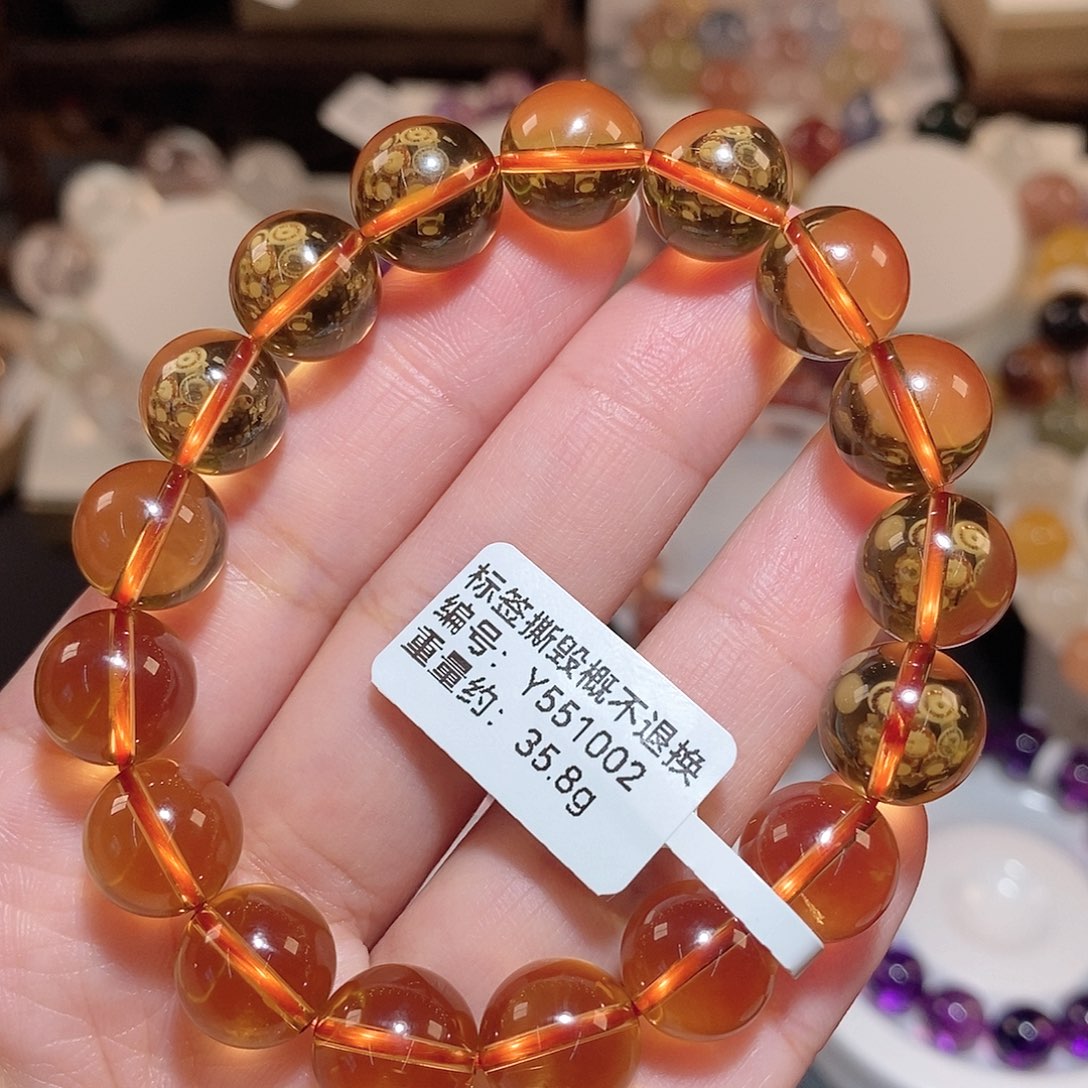 标签撕毁概不退换
编号: Y551002
重量约: 35.8g